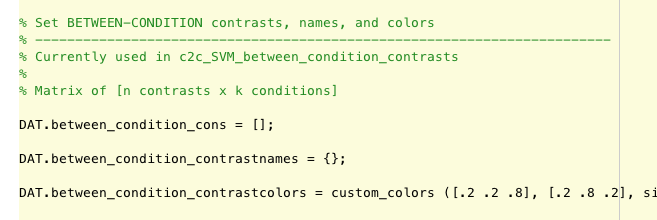 % Set BETWEEN-CONDITION contrasts, names, and colors
% ------------------------------------------------------------------------
% Currently used in c2c_SVM_between_condition_contrasts
%
% Matrix of [n contrasts x k conditions]
DAT.between_condition_cons = [];
DAT.between_condition_contrastnames = {};
DAT.between_condition_contrastcolors = custom_colors ([.2 .2 .8], [.2 .8 .2], si